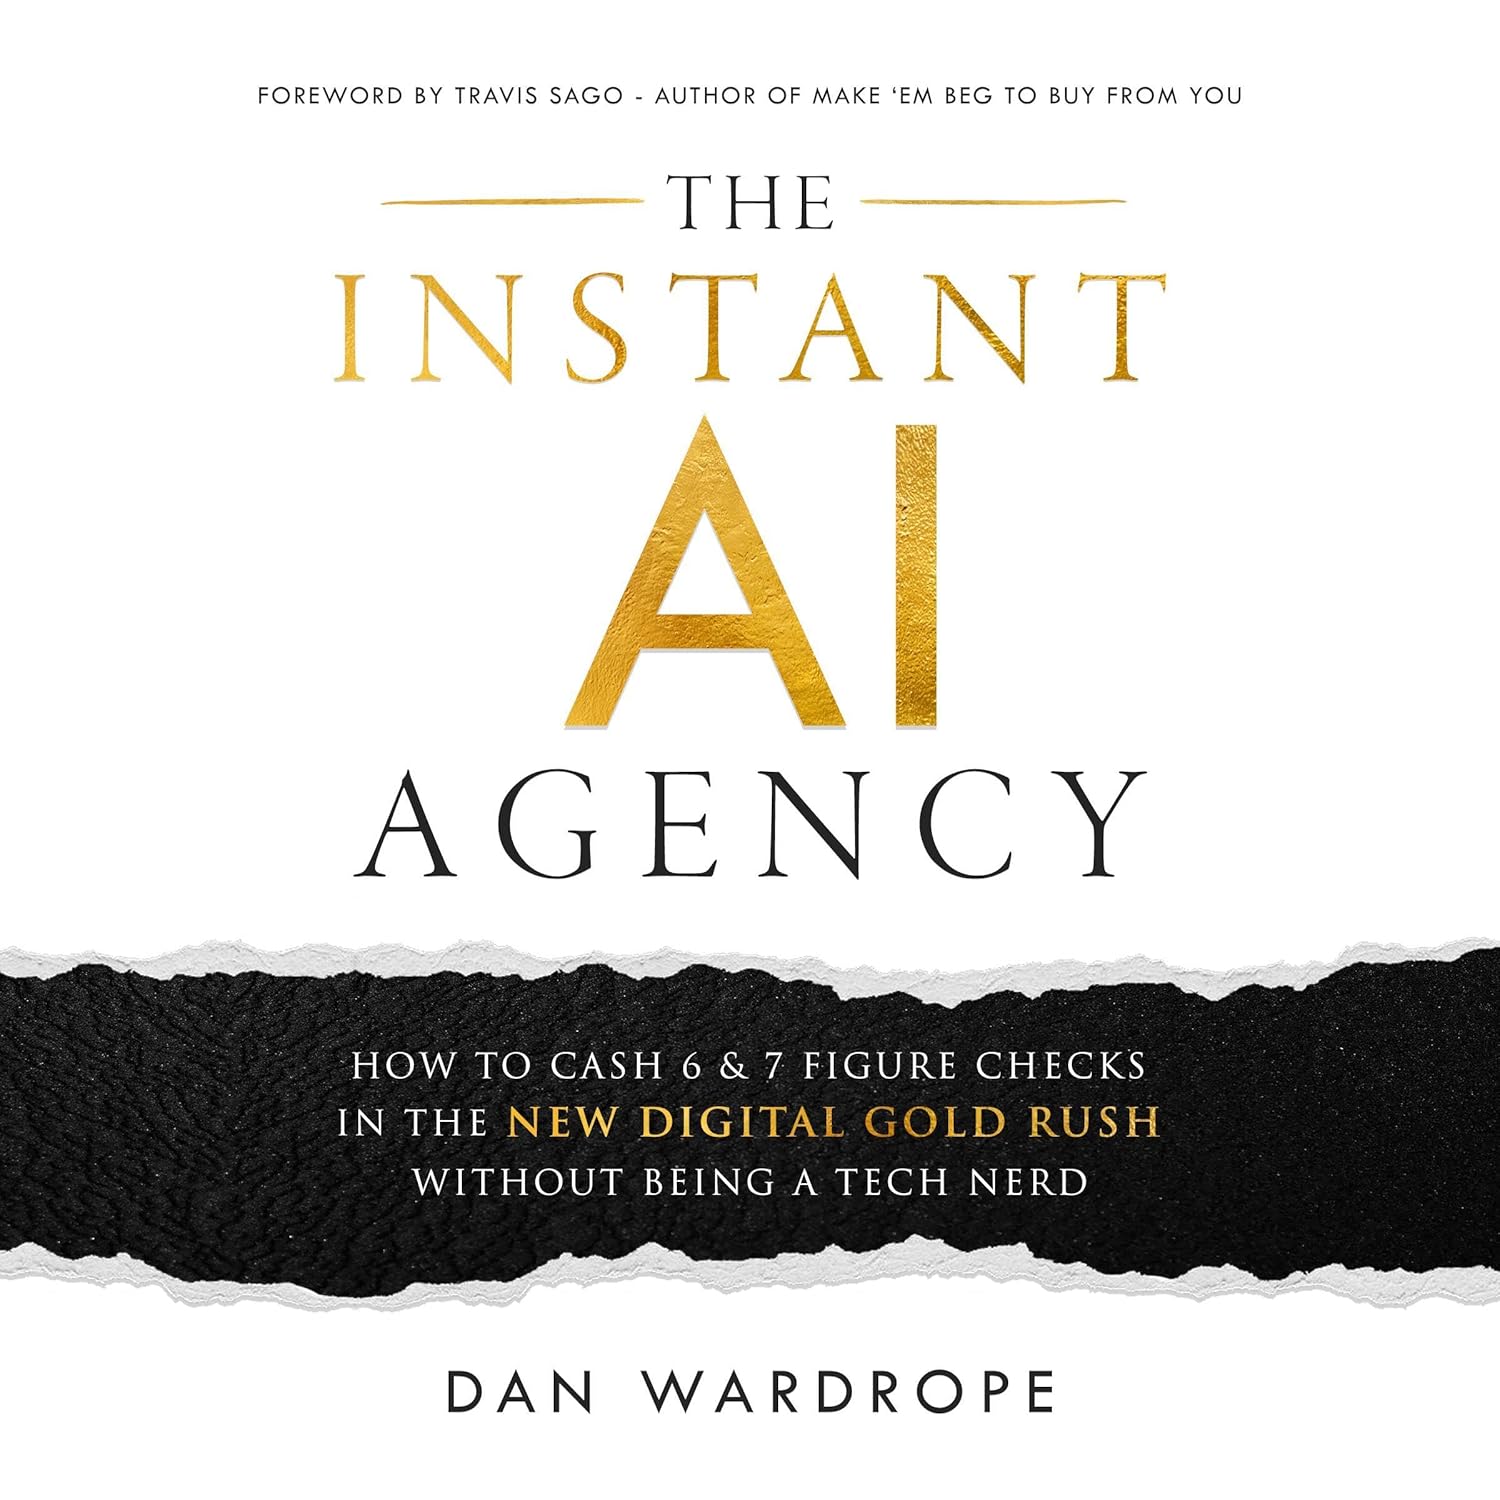 FOREWORD BY TRAVIS SAGO - AUTHOR OF MAKE ‘EM BEG TO BUY FROM YOU
THE
INSTANT
AI
AGENCY
HOW TO CASH 6 & 7 FIGURE CHECKS
IN THE NEW DIGITAL GOLD RUSH
WITHOUT BEING A TECH NERD
DAN WARDROPE